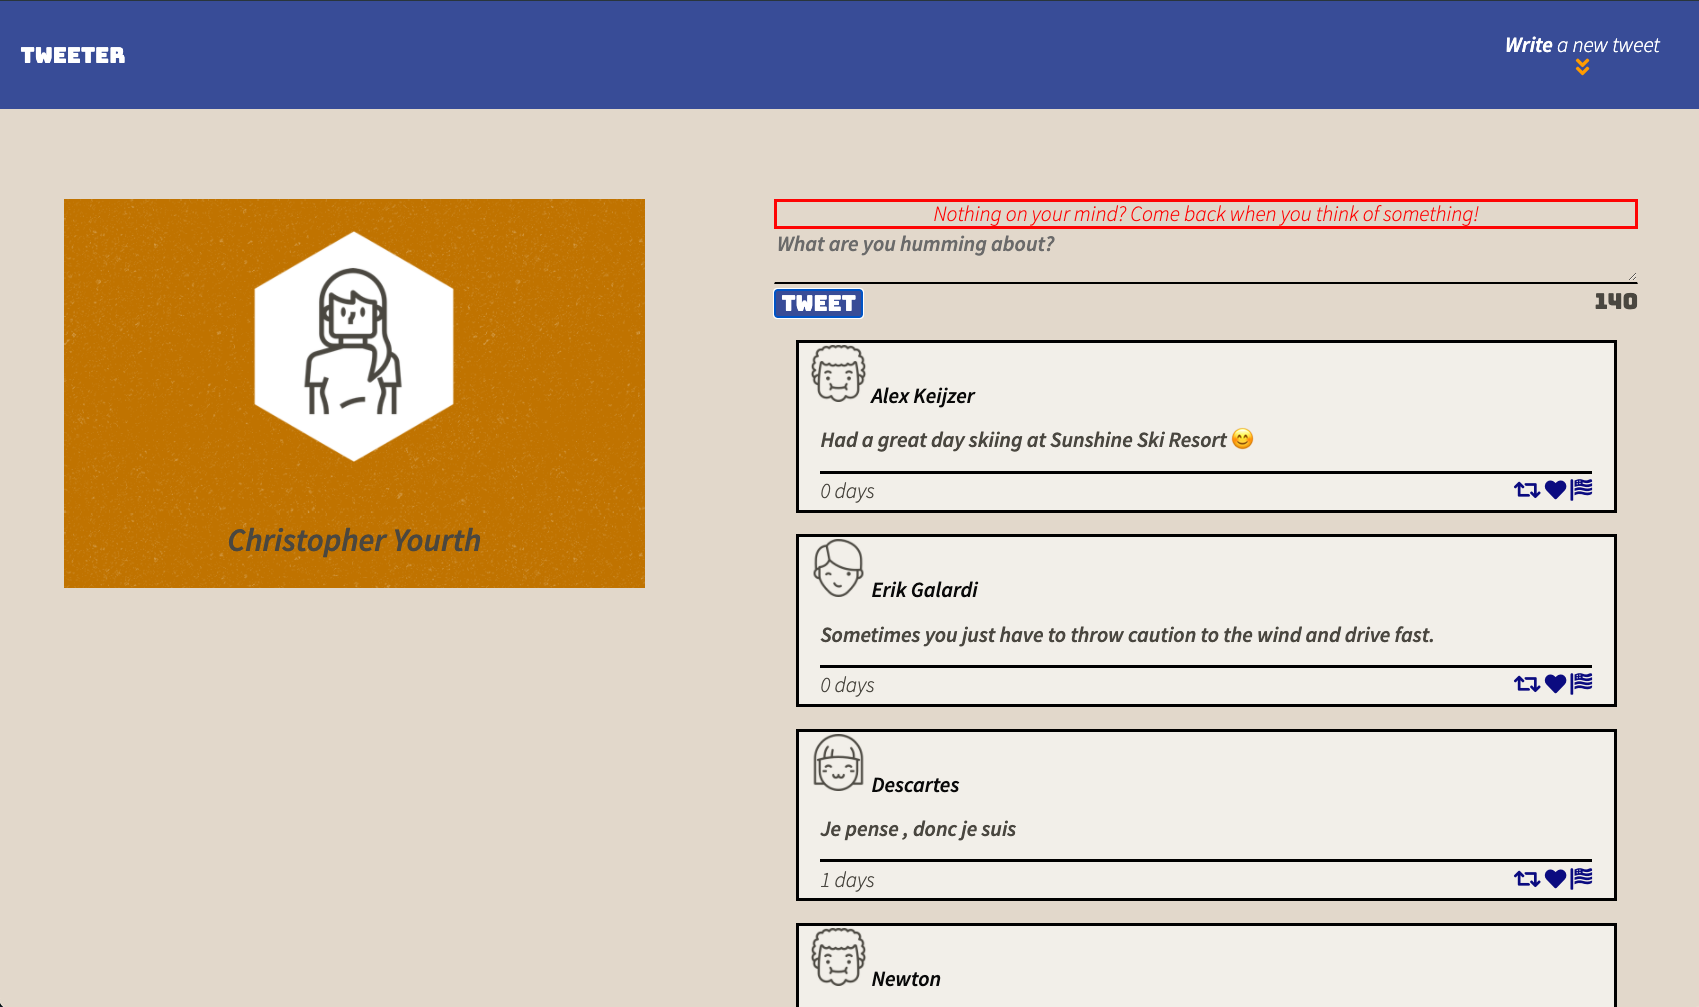 TWEETER
Write a new tweet
Christopher Yourth
Nothing on your mind? Come back when you think of something!
What are you humming about?
TWEET
140
Alex Keijzer
Had a great day skiing at Sunshine Ski Resort 😊
0 days
Erik Galardi
Sometimes you just have to throw caution to the wind and drive fast.
0 days
Descartes
Je pense , donc je suis
1 days
Newton